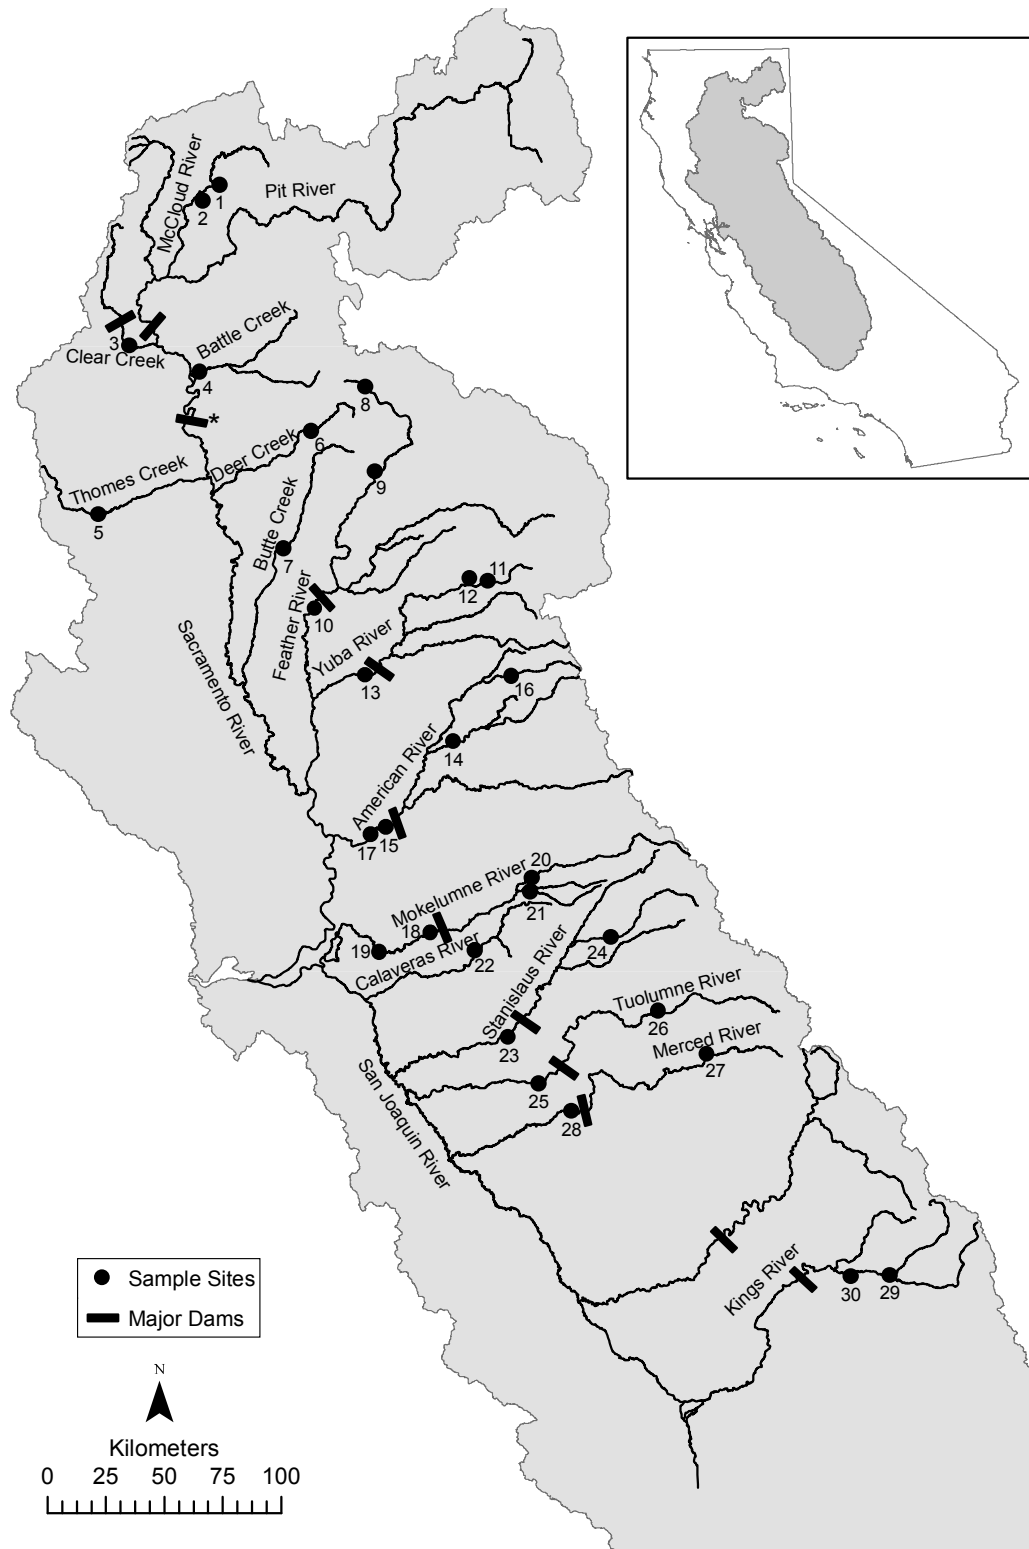 McCloud River
Pit River
1
2
3
Clear Creek
Battle Creek
4
*
8
6
Deer Creek
Thomes Creek
9
5
Butte Creek
7
11
12
Feather River
10
Yuba River
13
Sacramento River
16
14
American River
15
17
20
Mokelumne River
21
18
19
Calaveras River
22
24
Stanislaus River
23
Tuolumne River
26
Merced River
27
25
28
San Joaquin River
Kings River
30
29
Sample Sites
Major Dams
N
Kilometers
0 25 50 75 100